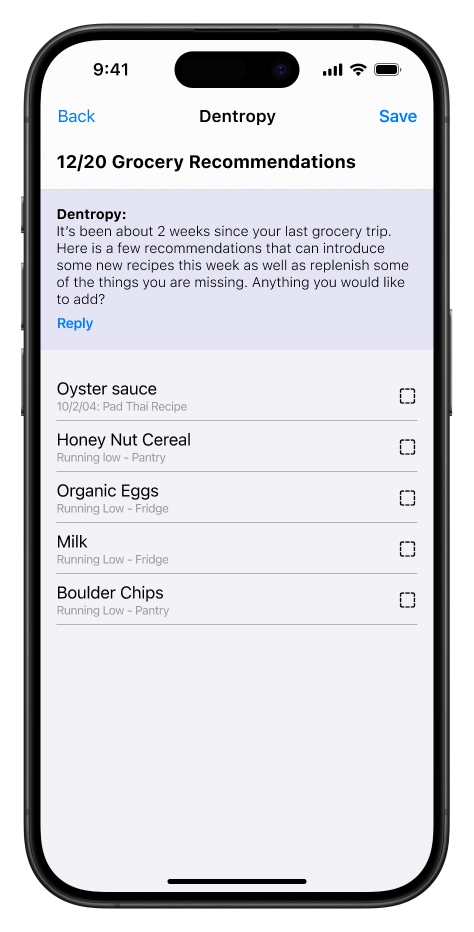 9:41
Back Dentropy Save
12/20 Grocery Recommendations
Dentropy:
It's been about 2 weeks since your last grocery trip.
Here is a few recommendations that can introduce
some new recipes this week as well as replenish some
of the things you are missing. Anything you would like
to add?
Reply
Oyster sauce
10/2/04: Pad Thai Recipe
Honey Nut Cereal
Running low - Pantry
Organic Eggs
Running Low - Fridge
Milk
Running Low - Fridge
Boulder Chips
Running Low - Pantry